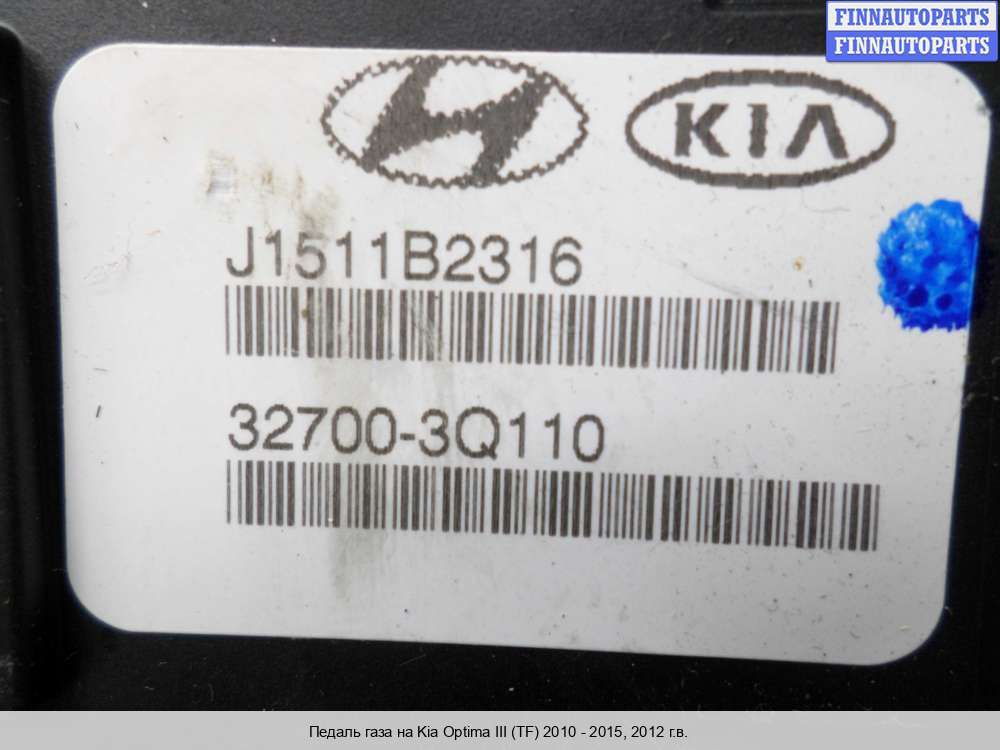 FINNAUTOPARTS
FINNAUTOPARTS
KIA
J1511B2316
32700-3Q110
Педаль газа на Kia Optima III (TF) 2010 - 2015, 2012 г.в.